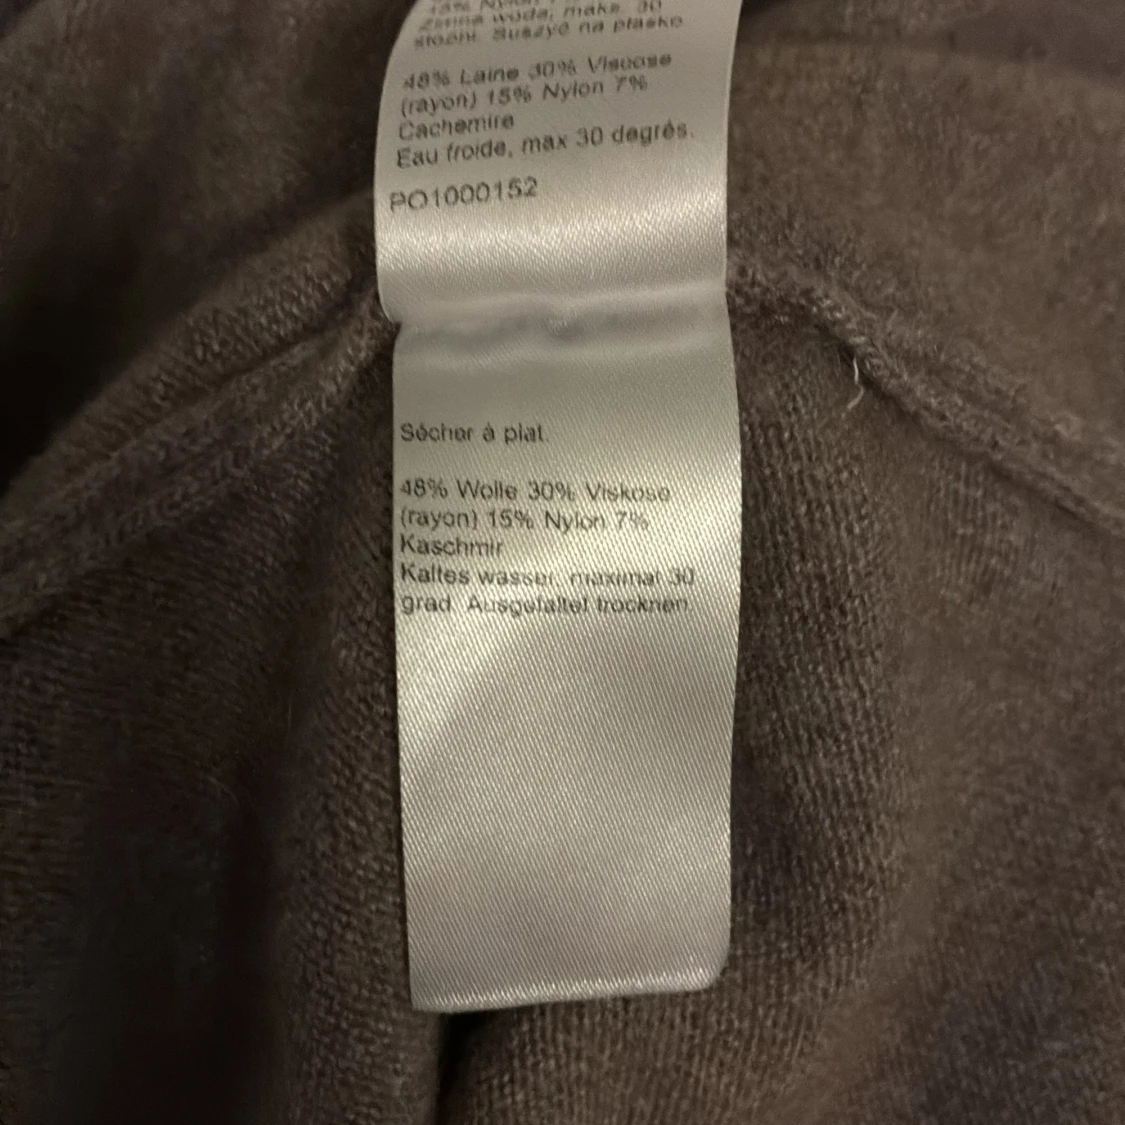 15% Nylon
Zimna woda, maks. 30
stopni. Suszyć na płasko
48% Laine 30% Viscose
(rayon) 15% Nylon 7%
Cachemire
Eau froide, max 30 degrés.
PO1000152
Sécher à plat.
48% Wolle 30% Viskose
(rayon) 15% Nylon 7%
Kaschmir
Kaltes wasser, maximal 30
grad. Ausgefaltet trocknen.